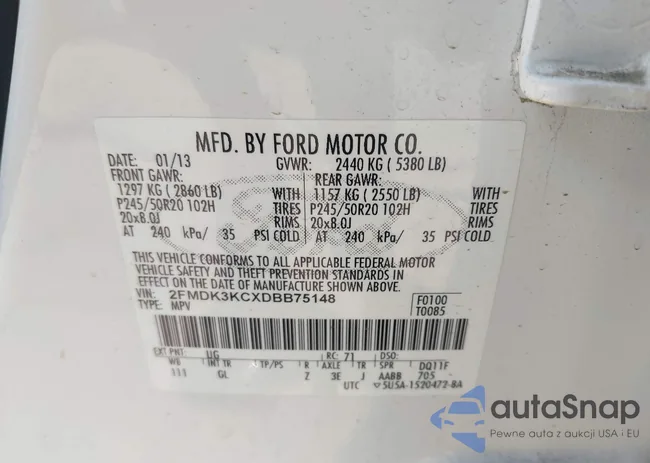 MFD. BY FORD MOTOR CO.
DATE: 01/13 GVWR: 2440 KG ( 5380 LB)
FRONT GAWR: REAR GAWR:
1297 KG ( 2860 LB) WITH 1157 KG ( 2550 LB) WITH
P245/50R20 102H TIRES P245/50R20 102H TIRES
20x8.0J RIMS 20x8.0J RIMS
AT 240 kPa/ 35 PSI COLD AT 240 kPa/ 35 PSI COLD
THIS VEHICLE CONFORMS TO ALL APPLICABLE FEDERAL MOTOR
VEHICLE SAFETY AND THEFT PREVENTION STANDARDS IN
EFFECT ON THE DATE OF MANUFACTURE SHOWN ABOVE.
VIN: 2FMDK3KCXDBB75148 F0100
TYPE: MPV T0085
EXT PNT: UG RC: 71 DSO:
WB INT TR TP/PS R AXLE TR SPR DQ11F
GL Z 3E J AABB 705
UTC 5U5A-1520472-BA
autaSnap
Pewne auta z aukcji USA i EU